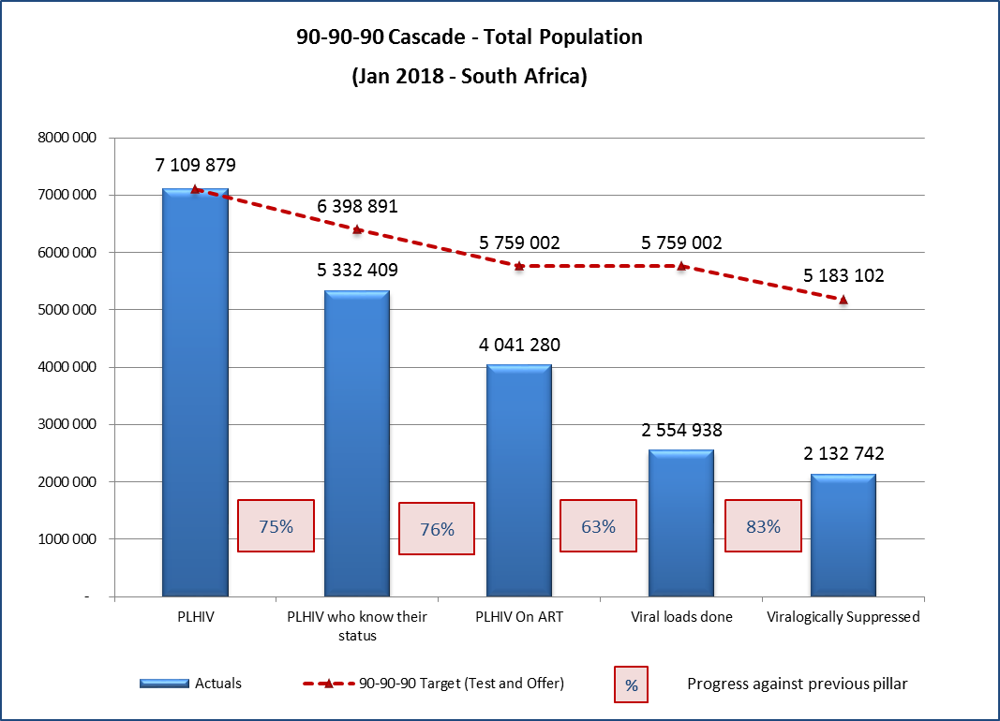 90-90-90 Cascade - Total Population
(Jan 2018 - South Africa)
8000 000
7000 000
6000 000
5000 000
4000 000
3000 000
2000 000
1000 000
-
7 109 879
6 398 891
5 332 409
5 759 002
4 041 280
5 759 002
2 554 938
5 183 102
2 132 742
75%
76%
63%
83%
PLHIV
PLHIV who know their
status
PLHIV On ART
Viral loads done
Viralogically Suppressed
Actuals
90-90-90 Target (Test and Offer)
%
Progress against previous pillar